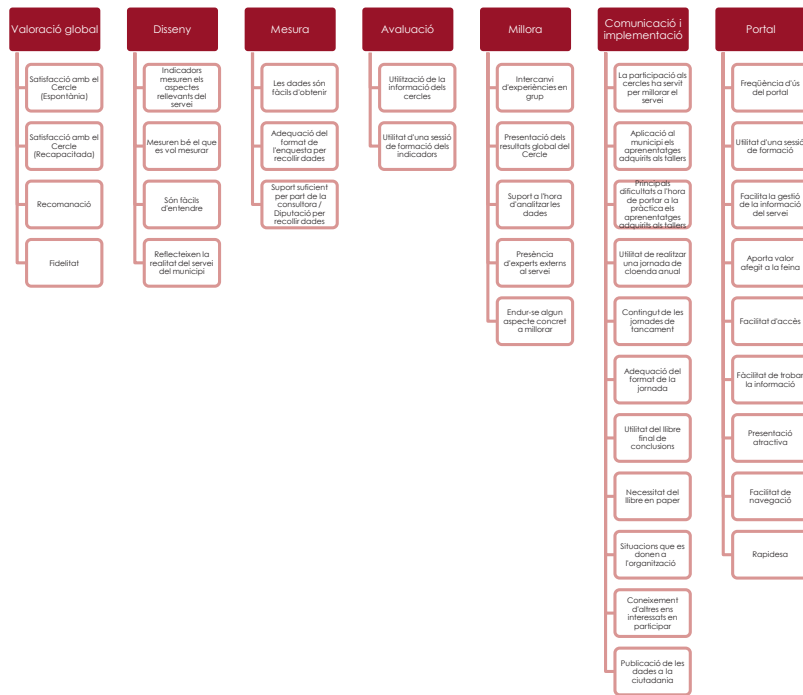 Valoració global
Satisfacció amb el
Cercle
(Espontània)
Satisfacció amb el
Cercle
(Recapacitada)
Recomanació
Fidelitat
Disseny
Indicadors
mesuren els
aspectes
rellevants del
servei
Mesuren bé el que
es vol mesurar
Són fàcils
d'entendre
Reflecteixen la
realitat del servei
del municipi
Mesura
Les dades són
fàcils d'obtenir
Adequació del
format de
l'enquesta per
recollir dades
Suport suficient
per part de la
consultora /
Diputació per
recollir dades
Avaluació
Utilització de la
informació dels
cercles
Utilitat d'una sessió
de formació dels
indicadors
Millora
Intercanvi
d'experiències en
grup
Presentació dels
resultats global del
Cercle
Suport a l'hora
d'analitzar les
dades
Presència
d'experts externs
al servei
Endur-se algun
aspecte concret
a millorar
Comunicació i
implementació
La participació als
cercles ha servit
per millorar el
servei
Aplicació al
municipi els
aprenentatges
adquirits als tallers
Principals
dificultats a l'hora
de portar a la
pràctica els
aprenentatges
adquirits als tallers
Utilitat de realitzar
una jornada de
cloenda anual
Contingut de les
jornades de
tancament
Adequació del
format de la
jornada
Utilitat del llibre
final de
conclusions
Necessitat del
llibre en paper
Situacions que es
donen a
l'organització
Coneixement
d'altres ens
interessats en
participar
Publicació de les
dades a la
ciutadania
Portal
Freqüència d'ús
del portal
Utilitat d'una sessió
de formació
Facilita la gestió
de la informació
del servei
Aporta valor
afegit a la feina
Facilitat d'accés
Fàcilitat de trobar
la informació
Presentació
atractiva
Facilitat de
navegació
Rapidesa